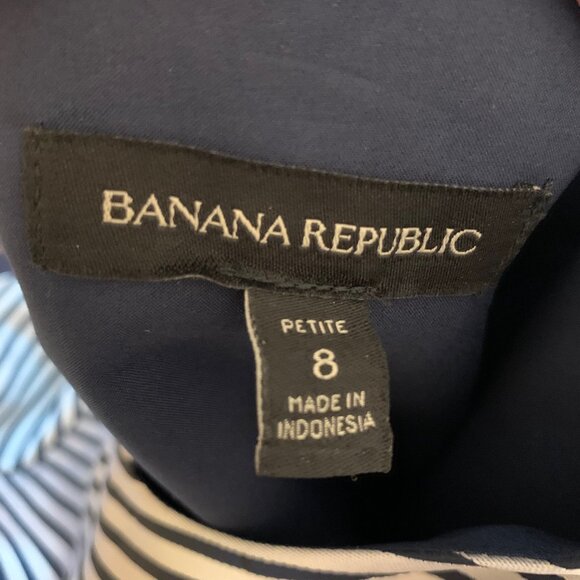 BANANA REPUBLIC
PETITE
8
MADE IN
INDONESIA